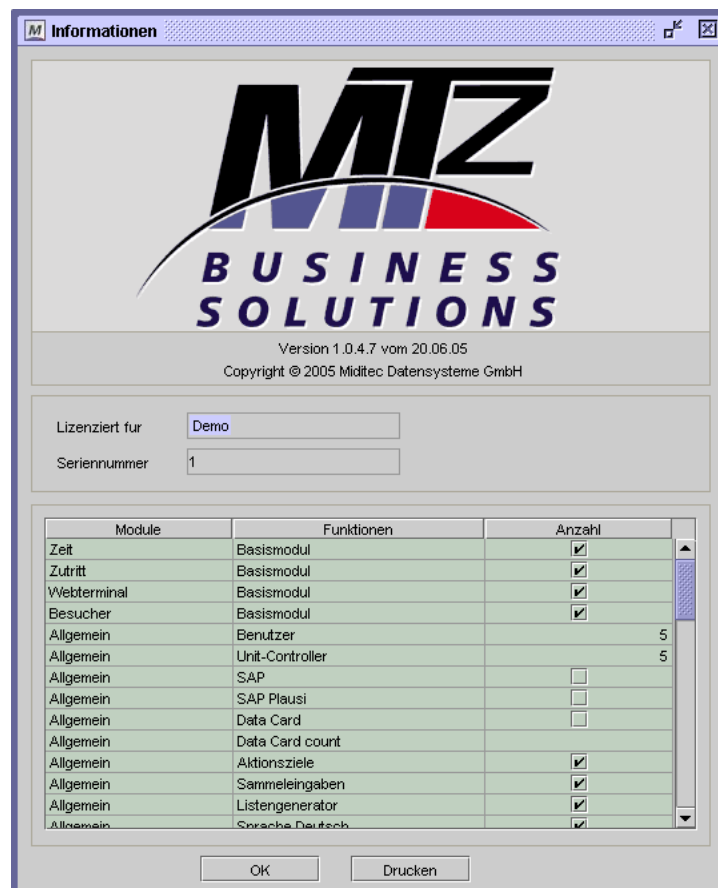 M Informationen
MTZ
BUSINESS
SOLUTIONS
Version 1.0.4.7 vom 20.06.05
Copyright © 2005 Miditec Datensysteme GmbH
Lizenziert fur Demo
Seriennummer 1
Module Funktionen Anzahl
Zeit Basismodul
Zutritt Basismodul
Webterminal Basismodul
Besucher Basismodul
Allgemein Benutzer 5
Allgemein Unit-Controller 5
Allgemein SAP
Allgemein SAP Plausi
Allgemein Data Card
Allgemein Data Card count
Allgemein Aktionsziele
Allgemein Sammeleingaben
Allgemein Listengenerator
Allgemein Sprache Deutsch
OK Drucken